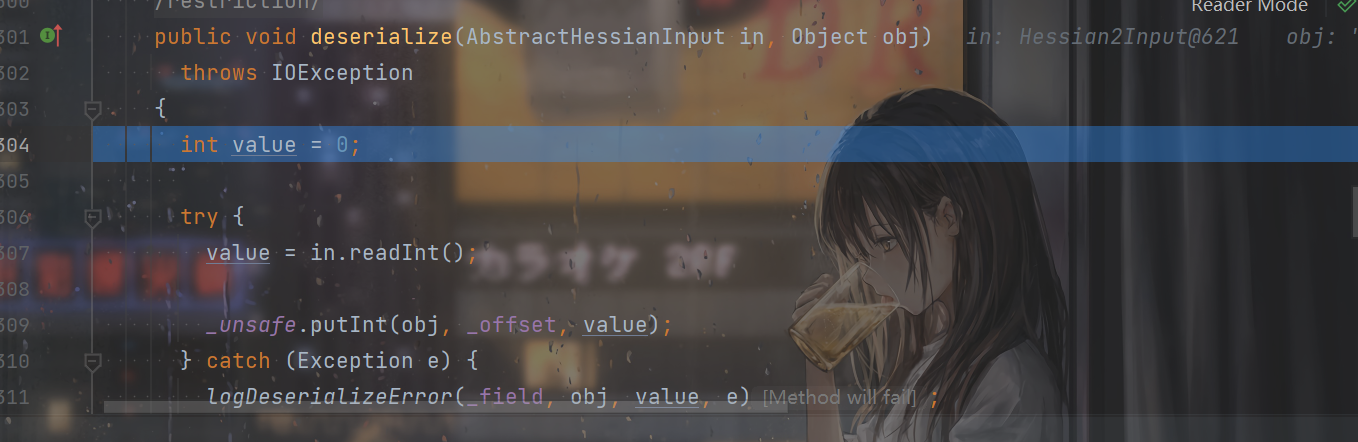 300 /restriction/ Reader Mode
301 public void deserialize(AbstractHessianInput in, Object obj) in: Hessian2Input@621 obj: "
302 throws IOException
303 {
304 int value = 0;
305
306 try {
307 value = in.readInt();
カラオケ 2FF
308
309 _unsafe.putInt(obj, _offset, value);
310 } catch (Exception e) {
311 logDeserializeError(_field, obj, value, e) [Method will fail] ;